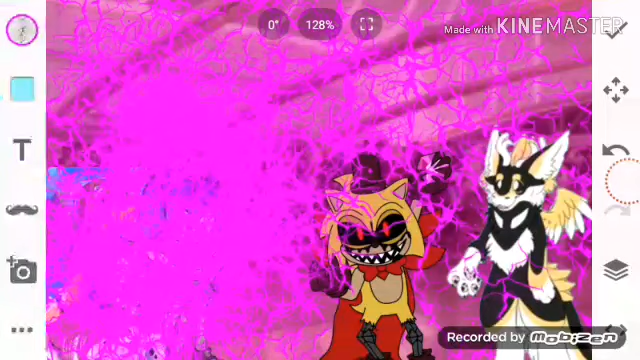 0°
128%
Made with KINEMASTER
T
Recorded by Mobizen